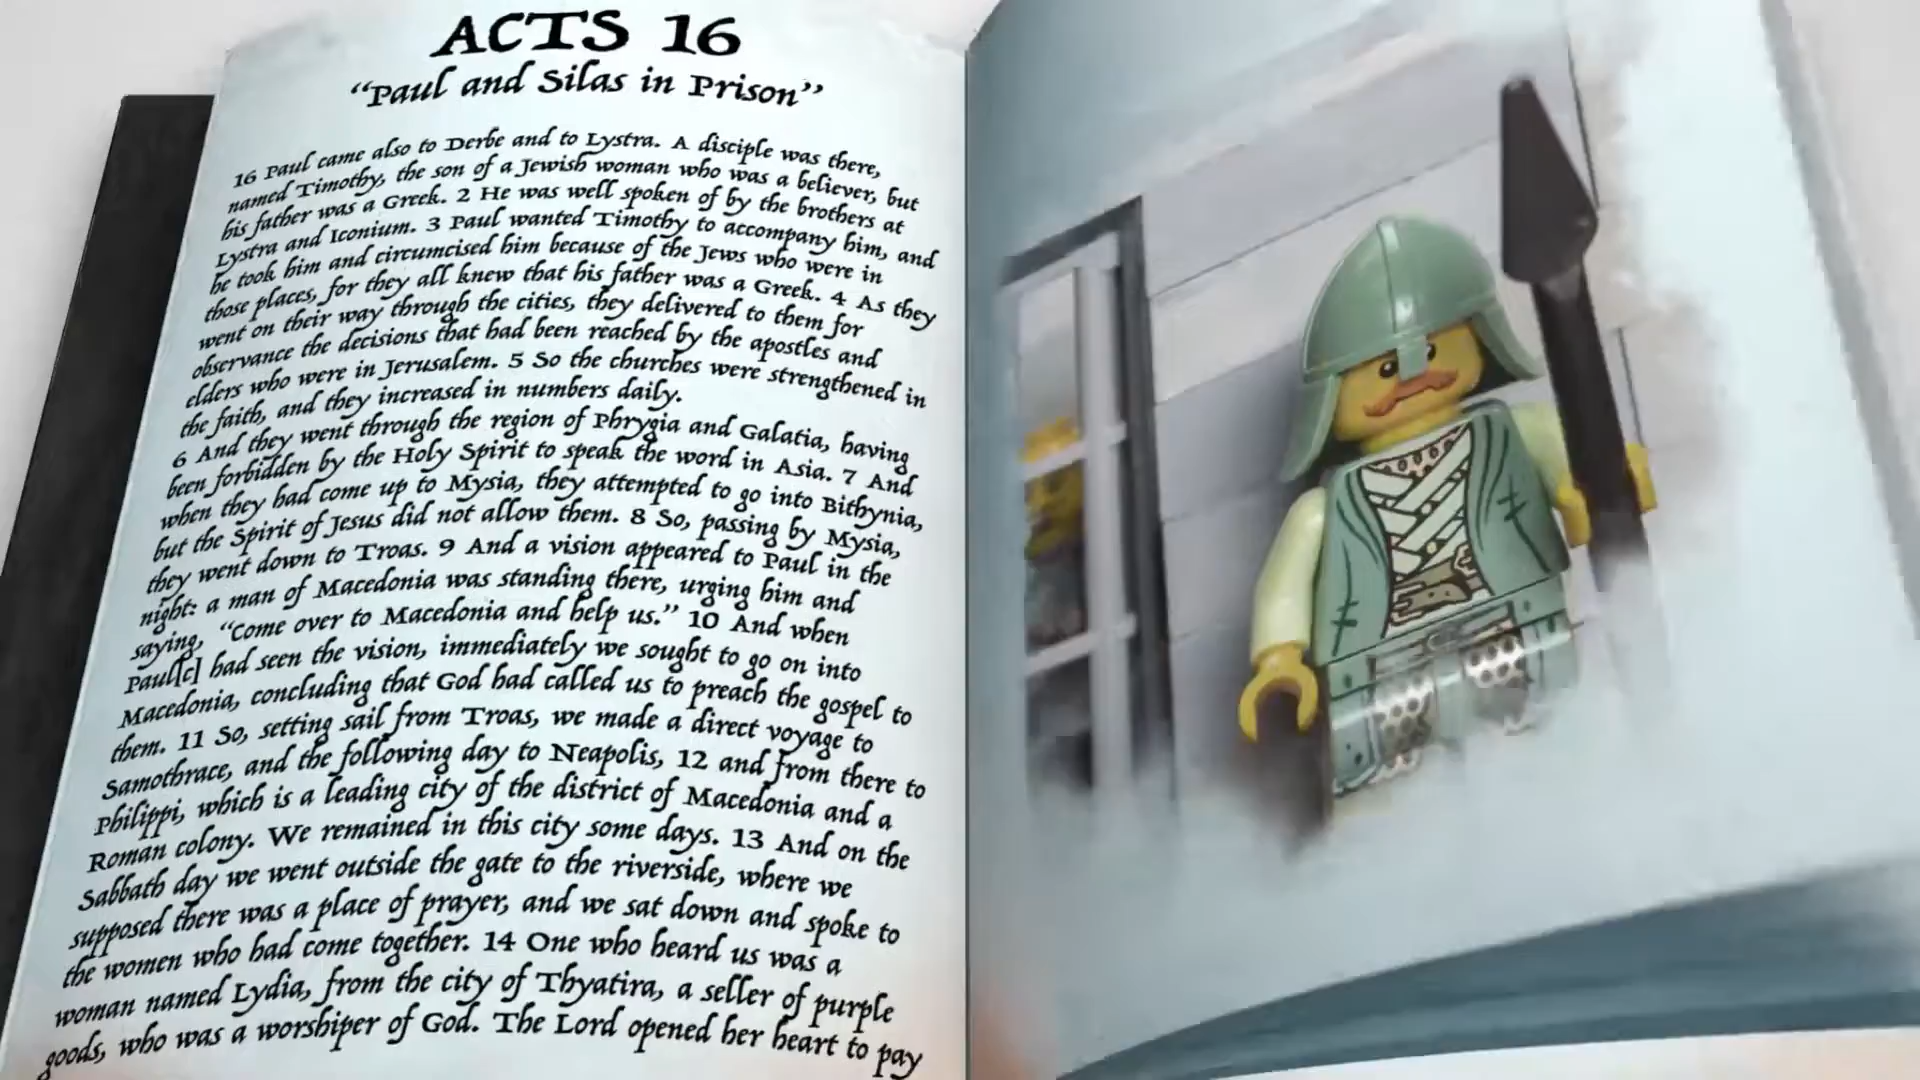 ACTS 16
“Paul and Silas in Prison”
16 Paul came also to Derbe and to Lystra. A disciple was there,
named Timothy, the son of a Jewish woman who was a believer, but
his father was a Greek. 2 He was well spoken of by the brothers at
Lystra and Iconium. 3 Paul wanted Timothy to accompany him, and
he took him and circumcised him because of the Jews who were in
those places, for they all knew that his father was a Greek. 4 As they
went on their way through the cities, they delivered to them for
observance the decisions that had been reached by the apostles and
elders who were in Jerusalem. 5 So the churches were strengthened in
the faith, and they increased in numbers daily.
6 And they went through the region of Phrygia and Galatia, having
been forbidden by the Holy Spirit to speak the word in Asia. 7 And
when they had come up to Mysia, they attempted to go into Bithynia,
but the Spirit of Jesus did not allow them. 8 So, passing by Mysia,
they went down to Troas. 9 And a vision appeared to Paul in the
night: a man of Macedonia was standing there, urging him and
saying, “Come over to Macedonia and help us.” 10 And when
Paul[c] had seen the vision, immediately we sought to go on into
Macedonia, concluding that God had called us to preach the gospel to
them. 11 So, setting sail from Troas, we made a direct voyage to
Samothrace, and the following day to Neapolis, 12 and from there to
Philippi, which is a leading city of the district of Macedonia and a
Roman colony. We remained in this city some days. 13 And on the
Sabbath day we went outside the gate to the riverside, where we
supposed there was a place of prayer, and we sat down and spoke to
the women who had come together. 14 One who heard us was a
woman named Lydia, from the city of Thyatira, a seller of purple
goods, who was a worshiper of God. The Lord opened her heart to pay